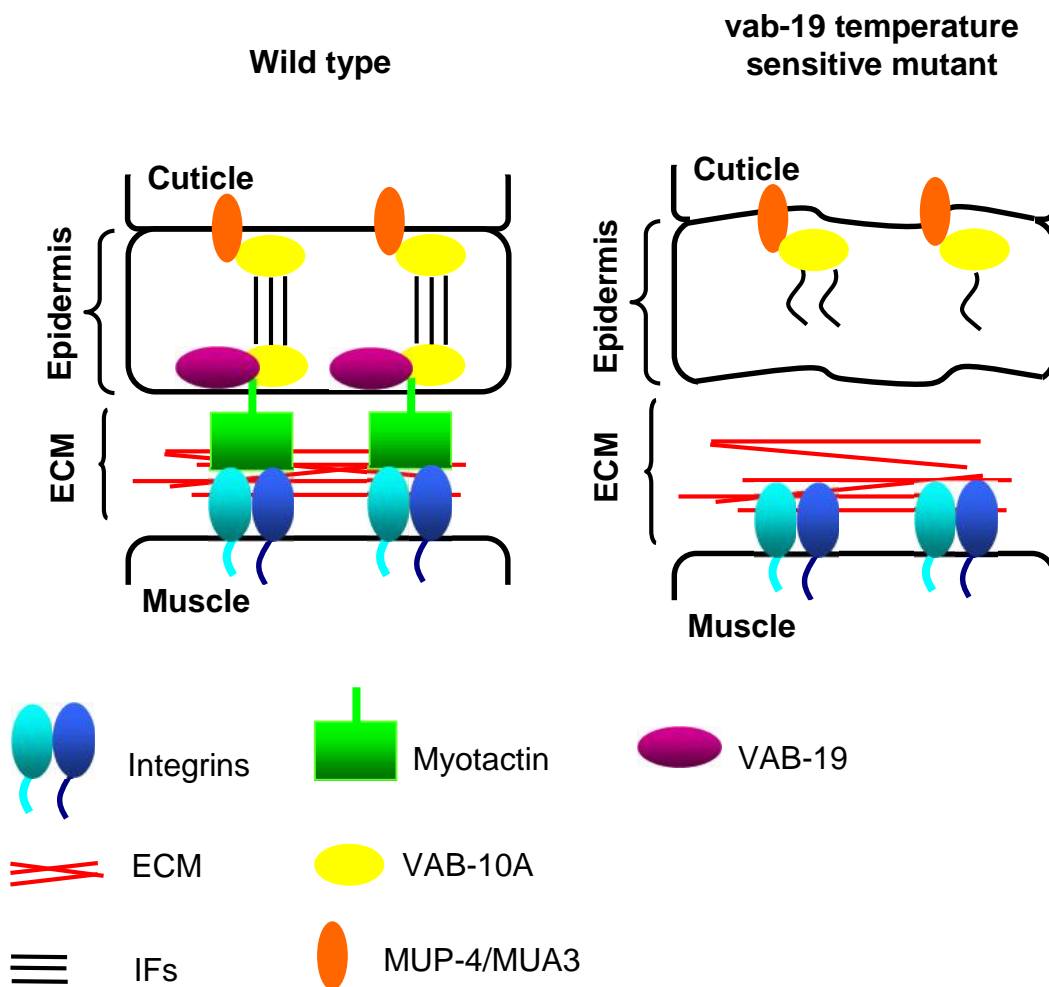 Wild type
vab-19 temperature
sensitive mutant
Cuticle
Epidermis
ECM
Muscle
Cuticle
Epidermis
ECM
Muscle
Integrins
Myotactin
VAB-19
ECM
VAB-10A
IFs
MUP-4/MUA3